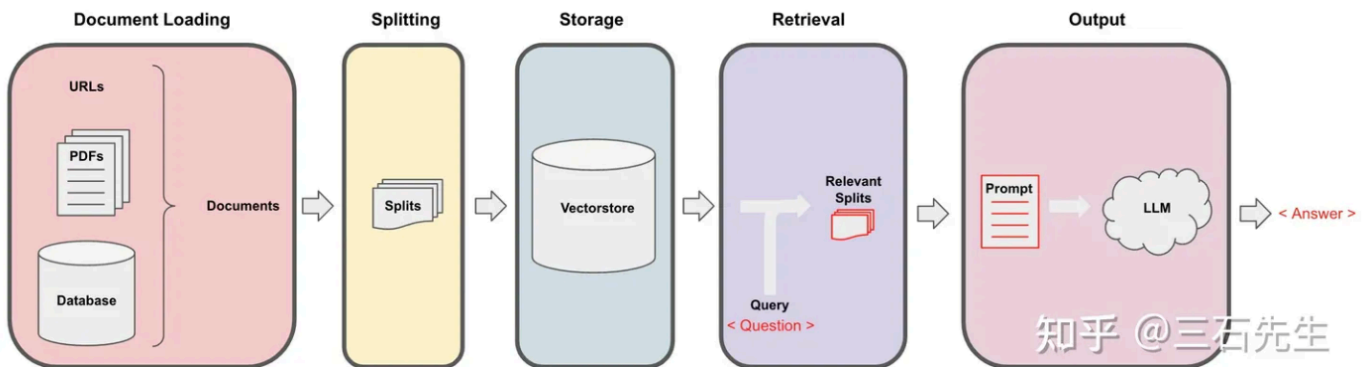 Document Loading
Splitting
Storage
Retrieval
Output
URLs
PDFs
Database
Documents
Splits
Vectorstore
Relevant
Splits
Query
< Question >
Prompt
LLM
< Answer >
知乎 @三石先生